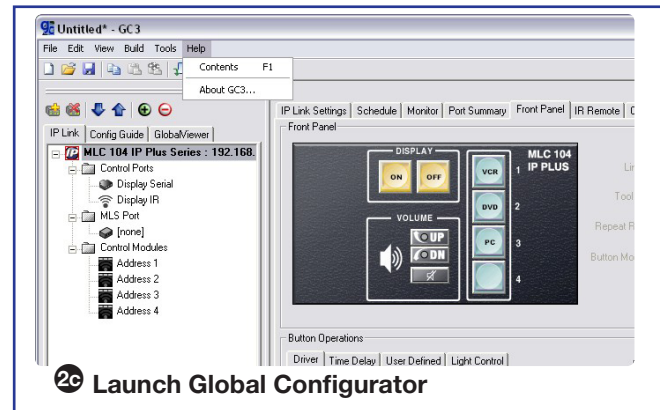 Untitled* - GC3
File Edit View Build Tools Help
Contents F1
About GC3...
IP Link Config Guide GlobalViewer
MLC 104 IP Plus Series : 192.168.
Control Ports
Display Serial
Display IR
MLS Port
[none]
Control Modules
Address 1
Address 2
Address 3
Address 4
IP Link Settings Schedule Monitor Port Summary Front Panel IR Remote
Front Panel
DISPLAY
ON OFF
VOLUME
UP
DN
VCR 1
DVD 2
PC 3
4
MLC 104
IP PLUS
Tool
Repeat R
Button Mo
Button Operations
Driver Time Delay User Defined Light Control
2c Launch Global Configurator